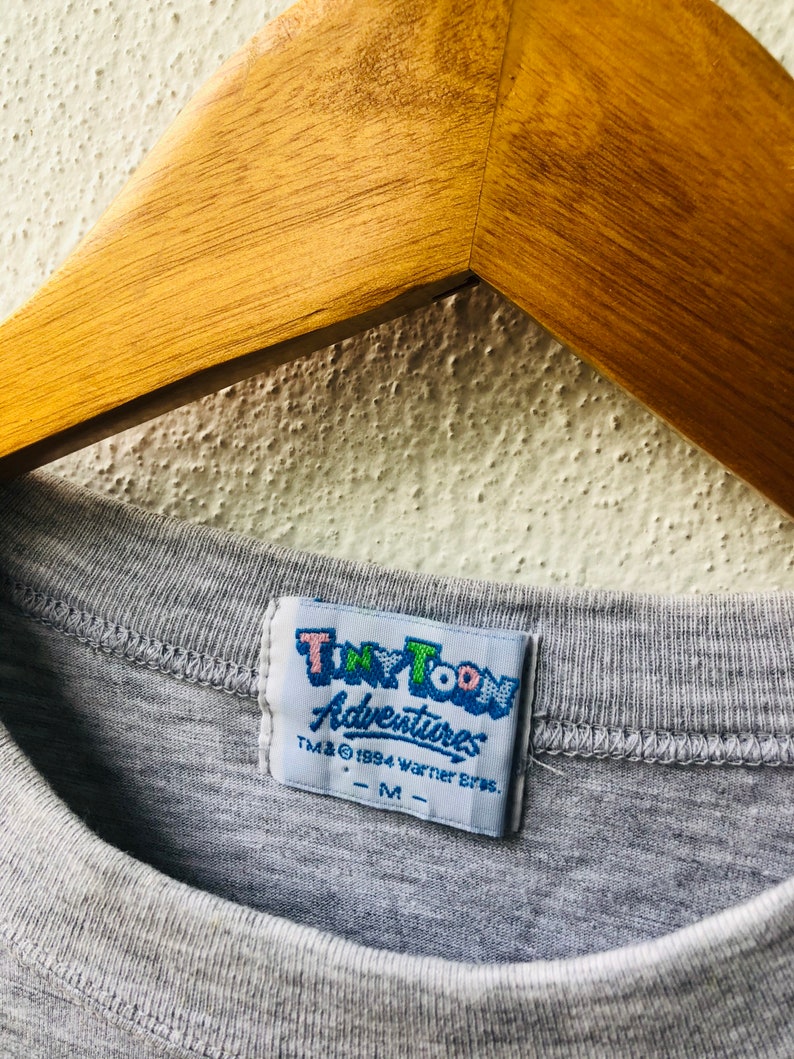 TINY TOON
Adventures
TM & © 1994 Warner Bros.
- M -